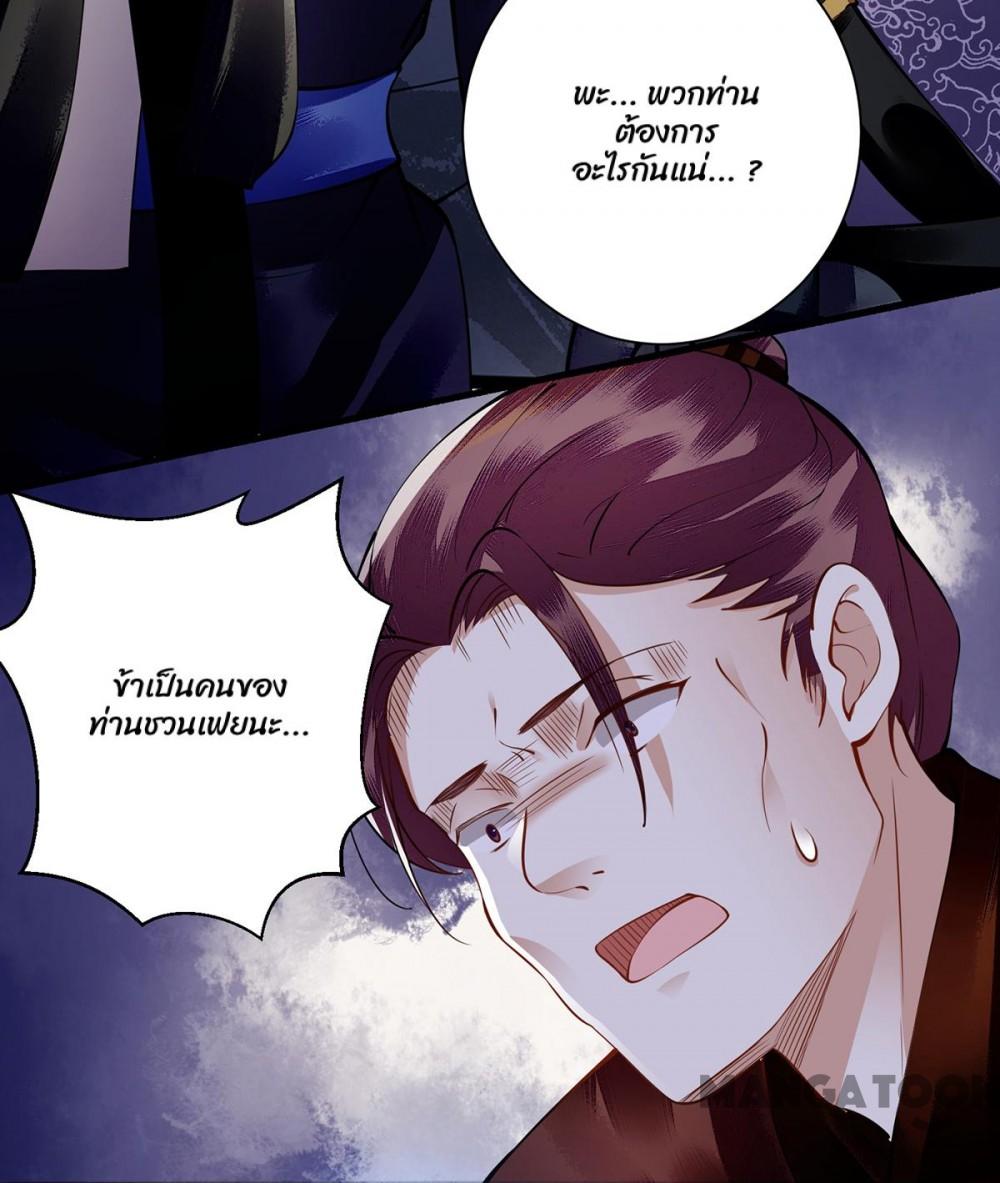 พะ... พวกท่าน
ต้องการ
อะไรกันแน่... ?
ข้าเป็นคนของ
ท่านชวนเฟยนะ...
MANGATOON